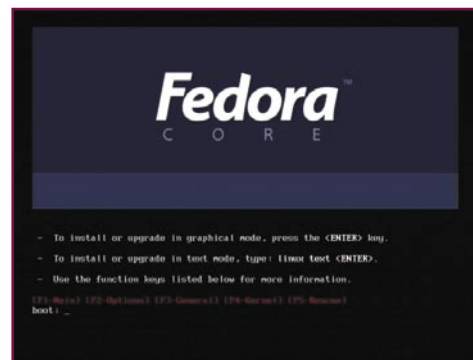 Fedora™
CORE
- To install or upgrade in graphical mode, press the <ENTER> key.
- To install or upgrade in text mode, type: linux text <ENTER>.
- Use the function keys listed below for more information.
[F1-Main] [F2-Options] [F3-General] [F4-Kernel] [F5-Rescue]
boot: _